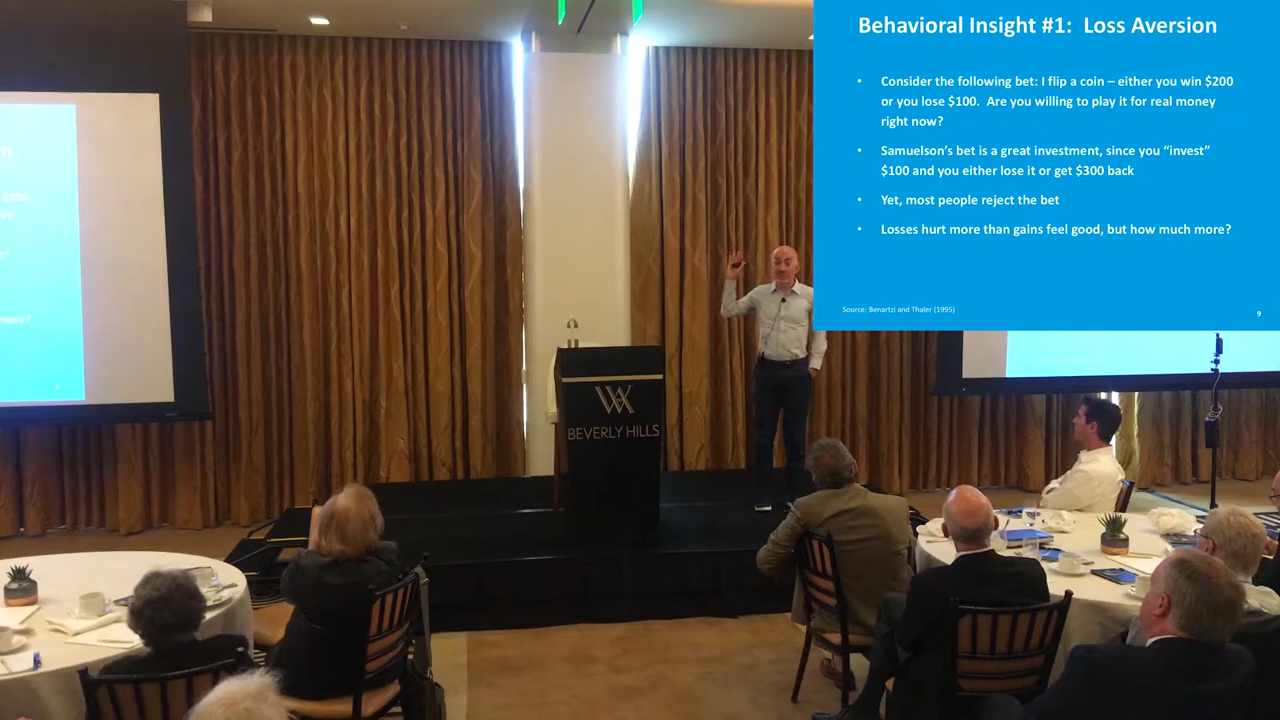 Behavioral Insight #1: Loss Aversion
• Consider the following bet: I flip a coin – either you win $200
or you lose $100. Are you willing to play it for real money
right now?
• Samuelson's bet is a great investment, since you “invest”
$100 and you either lose it or get $300 back
• Yet, most people reject the bet
• Losses hurt more than gains feel good, but how much more?
Source: Benartzi and Thaler (1995)
9
more?
BEVERLY HILLS